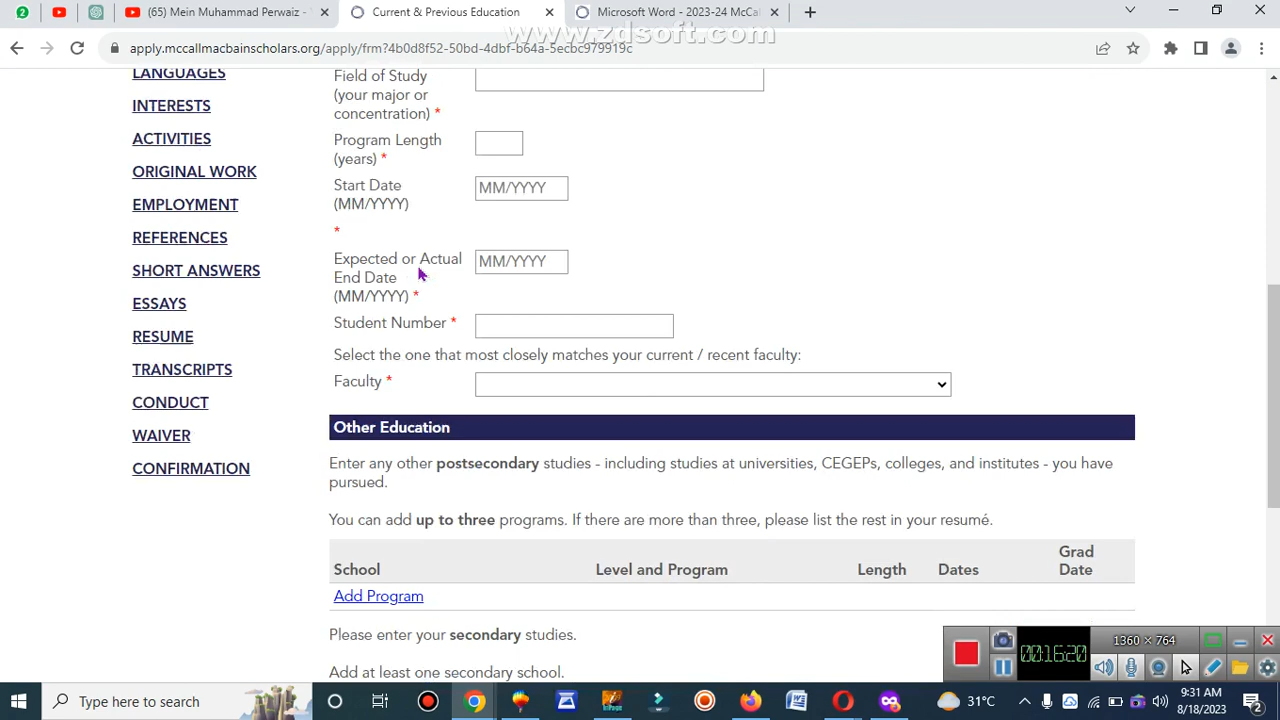 (65) Mein Muhammad Perwaiz -
Current & Previous Education
Microsoft Word - 2023-24 McCal
www.zdsoft.com
apply.mccallmacbainscholars.org/apply/frm?4b0d8f52-50bd-4dbf-b64a-5ecbc979919c
LANGUAGES
INTERESTS
ACTIVITIES
ORIGINAL WORK
EMPLOYMENT
REFERENCES
SHORT ANSWERS
ESSAYS
RESUME
TRANSCRIPTS
CONDUCT
WAIVER
CONFIRMATION
Field of Study
(your major or
concentration) *
Program Length
(years) *
Start Date
(MM/YYYY)
*
MM/YYYY
Expected or Actual
End Date
(MM/YYYY) *
MM/YYYY
Student Number *
Select the one that most closely matches your current / recent faculty:
Faculty *
Other Education
Enter any other postsecondary studies - including studies at universities, CEGEPs, colleges, and institutes - you have
pursued.
You can add up to three programs. If there are more than three, please list the rest in your resumé.
School Level and Program Length Dates Grad
Date
Add Program
Please enter your secondary studies.
Add at least one secondary school.
00:16:20
1360 × 764
Type here to search
31°C
9:31 AM
8/18/2023
2